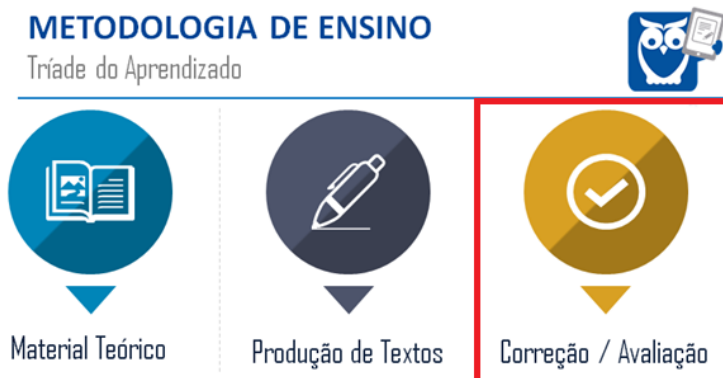 METODOLOGIA DE ENSINO
Tríade do Aprendizado
Material Teórico
Produção de Textos
Correção / Avaliação